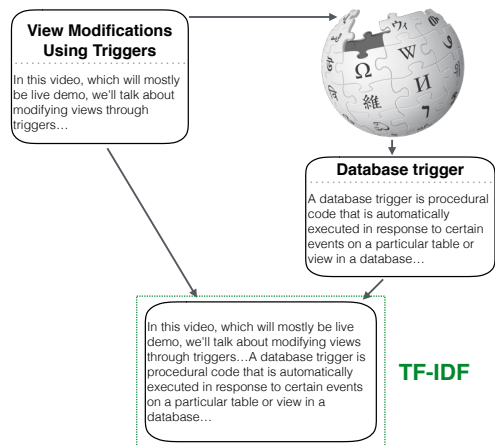 View Modifications
Using Triggers
In this video, which will mostly
be live demo, we'll talk about
modifying views through
triggers…
Ω
W
И
維
7
Database trigger
A database trigger is procedural
code that is automatically
executed in response to certain
events on a particular table or
view in a database…
In this video, which will mostly be live
demo, we'll talk about modifying views
through triggers…A database trigger is
procedural code that is automatically
executed in response to certain events
on a particular table or view in a
database…
TF-IDF